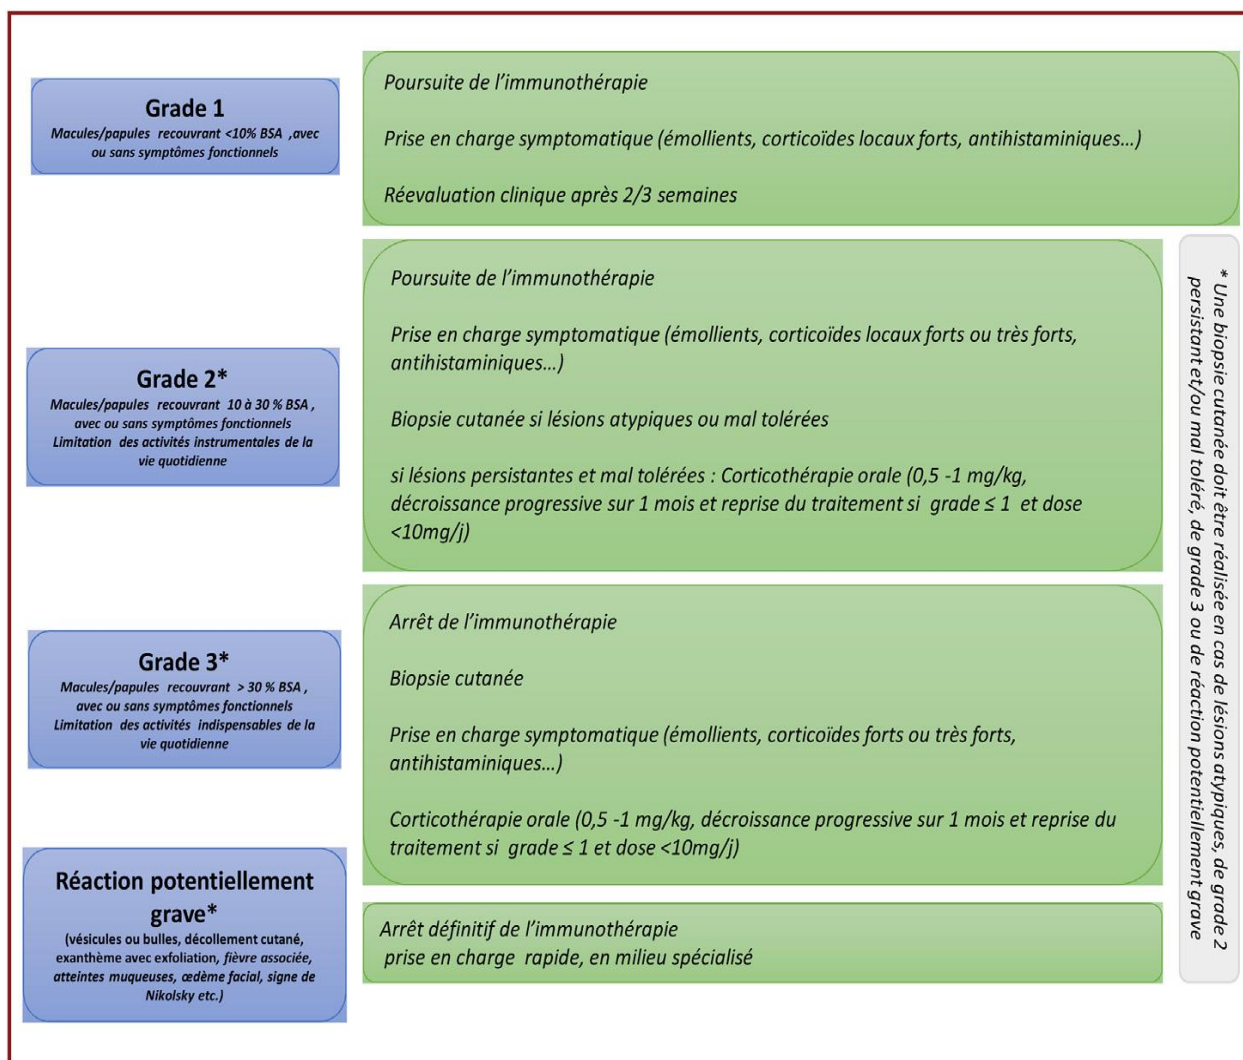 Grade 1
Macules/papules recouvrant <10% BSA ,avec
ou sans symptômes fonctionnels
Poursuite de l’immunothérapie
Prise en charge symptomatique (émollients, corticoïdes locaux forts, antihistaminiques…)
Réevaluation clinique après 2/3 semaines
Grade 2*
Macules/papules recouvrant 10 à 30 % BSA ,
avec ou sans symptômes fonctionnels
Limitation des activités instrumentales de la
vie quotidienne
Poursuite de l’immunothérapie
Prise en charge symptomatique (émollients, corticoïdes locaux forts ou très forts,
antihistaminiques…)
Biopsie cutanée si lésions atypiques ou mal tolérées
si lésions persistantes et mal tolérées : Corticothérapie orale (0,5 -1 mg/kg,
décroissance progressive sur 1 mois et reprise du traitement si grade ≤ 1 et dose
<10mg/j)
Grade 3*
Macules/papules recouvrant > 30 % BSA ,
avec ou sans symptômes fonctionnels
Limitation des activités indispensables de la
vie quotidienne
Arrêt de l’immunothérapie
Biopsie cutanée
Prise en charge symptomatique (émollients, corticoïdes forts ou très forts,
antihistaminiques…)
Corticothérapie orale (0,5 -1 mg/kg, décroissance progressive sur 1 mois et reprise du
traitement si grade ≤ 1 et dose <10mg/j)
Réaction potentiellement
grave*
(vésicules ou bulles, décollement cutané,
exanthème avec exfoliation, fièvre associée,
atteintes muqueuses, œdème facial, signe de
Nikolsky etc.)
Arrêt définitif de l’immunothérapie
prise en charge rapide, en milieu spécialisé
* Une biopsie cutanée doit être réalisée en cas de lésions atypiques, de grade 2
persistant et/ou mal toléré, de grade 3 ou de réaction potentiellement grave